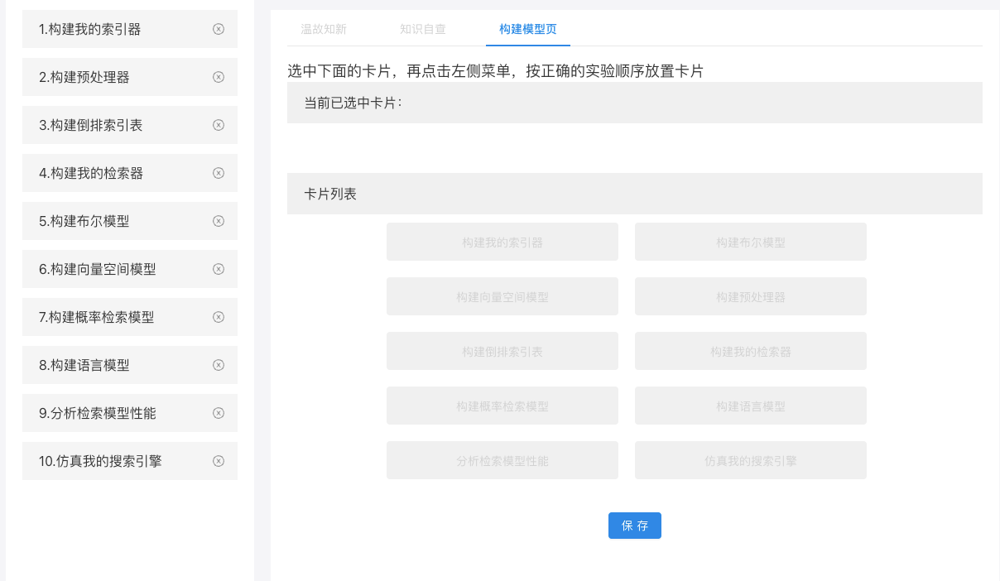 1.构建我的索引器
2.构建预处理器
3.构建倒排索引表
4.构建我的检索器
5.构建布尔模型
6.构建向量空间模型
7.构建概率检索模型
8.构建语言模型
9.分析检索模型性能
10.仿真我的搜索引擎
温故知新 知识自查 构建模型页
选中下面的卡片，再点击左侧菜单，按正确的实验顺序放置卡片
当前已选中卡片：
卡片列表
构建我的索引器 构建布尔模型
构建向量空间模型 构建预处理器
构建倒排索引表 构建我的检索器
构建概率检索模型 构建语言模型
分析检索模型性能 仿真我的搜索引擎
保 存